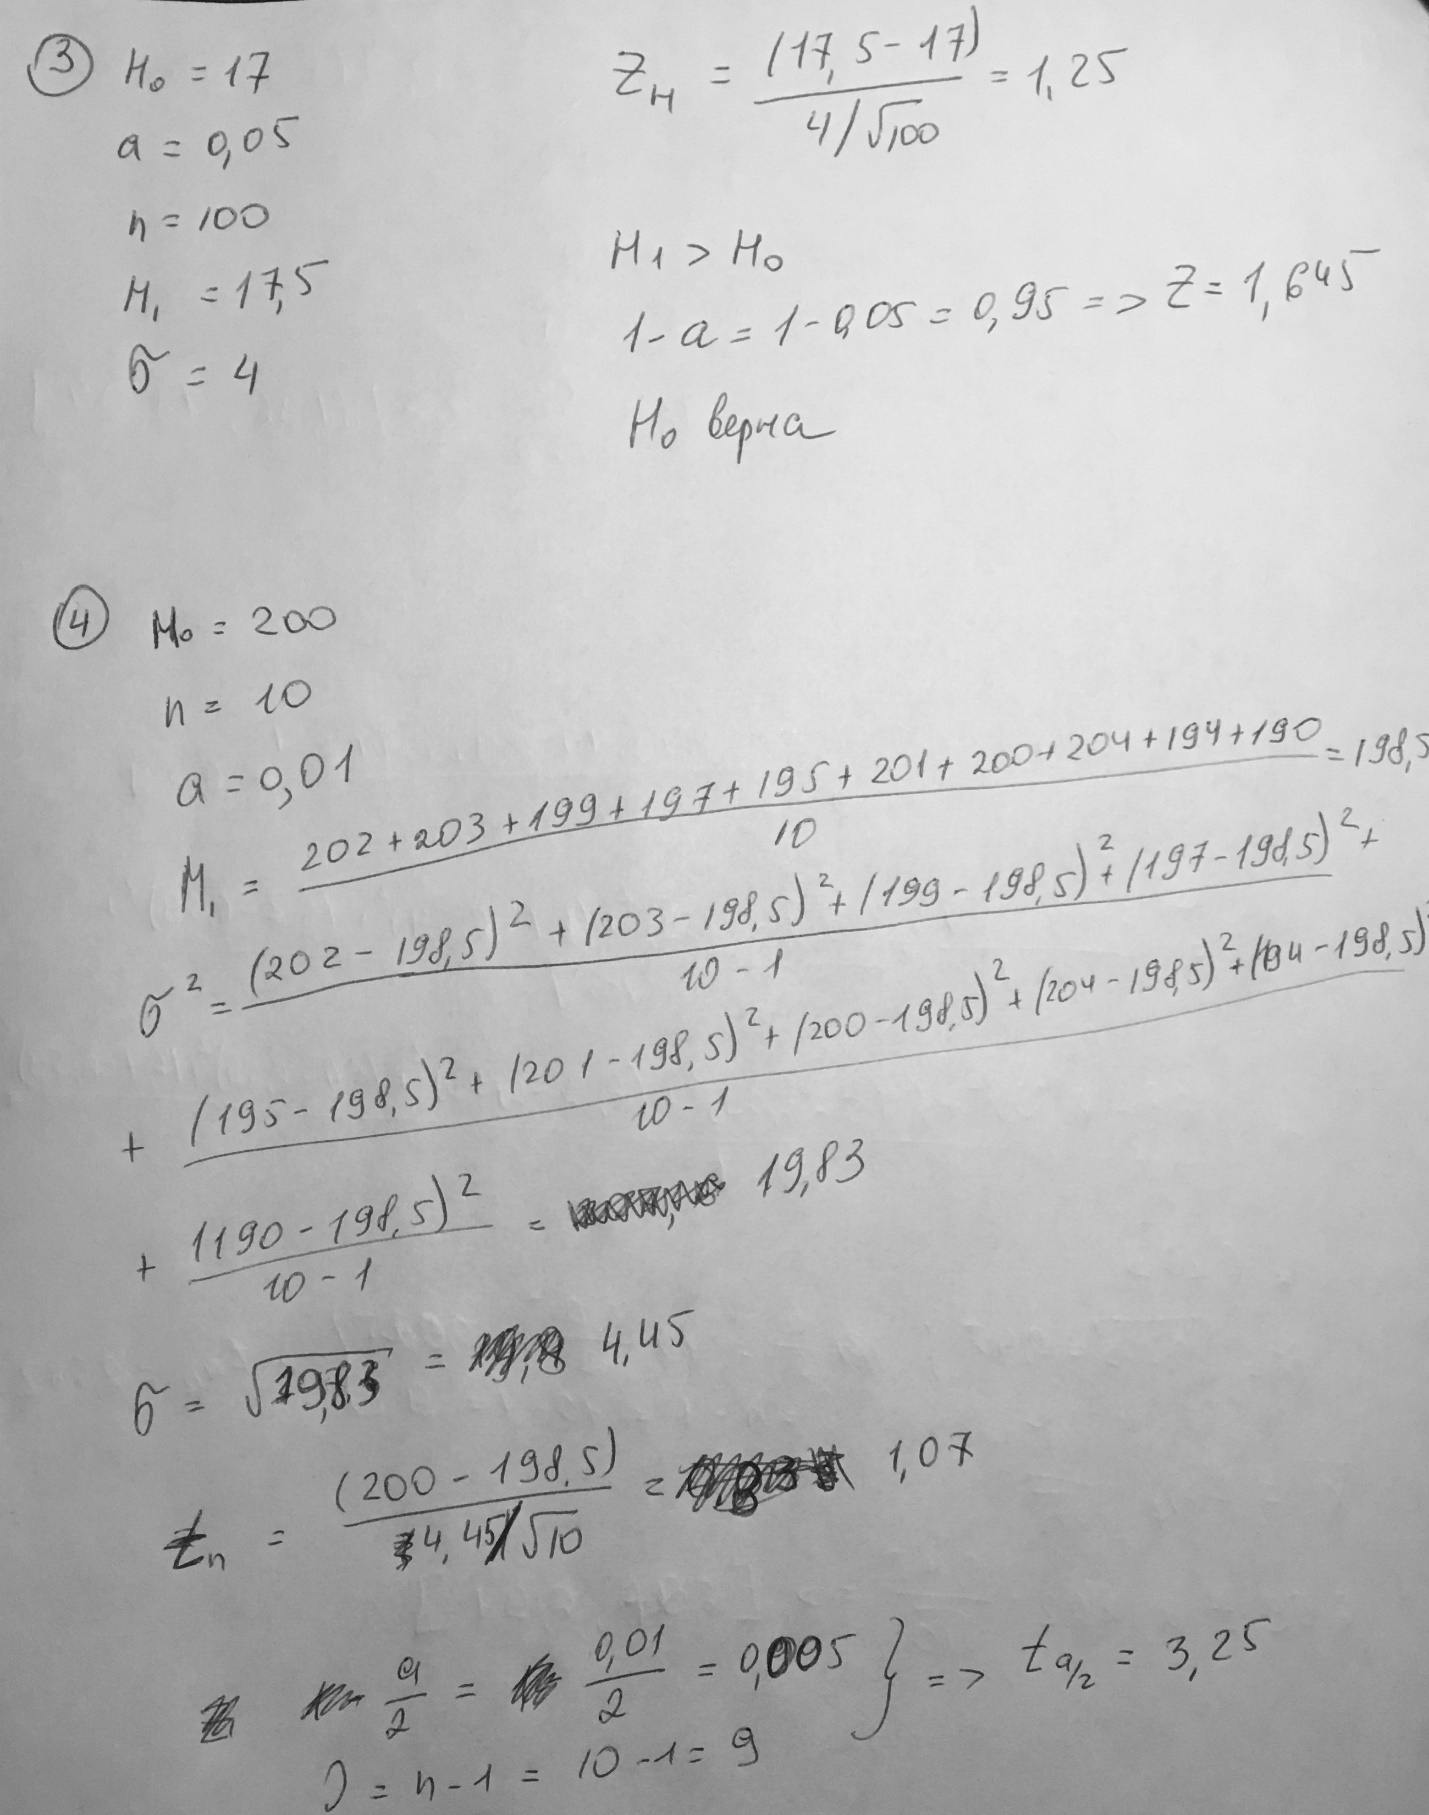 3 H₀ = 17
a = 0,05
n = 100
H₁ = 17,5
σ = 4
Zн = (17,5 - 17) / (4/√100) = 1,25
H₁ > H₀
1 - a = 1 - 0,05 = 0,95 => Z = 1,645
H₀ верна
4 M₀ = 200
n = 10
a = 0,01
M₁ = (202 + 203 + 199 + 197 + 195 + 201 + 200 + 204 + 194 + 190) / 10 = 198,5
σ² = ((202 - 198,5)² + (203 - 198,5)² + (199 - 198,5)² + (197 - 198,5)²) / (10 - 1) +
+ ((195 - 198,5)² + (201 - 198,5)² + (200 - 198,5)² + (204 - 198,5)² + (194 - 198,5)²) / (10 - 1)
+ (190 - 198,5)² / (10 - 1) = 19,83
σ = √19,83 = 4,45
tn = (200 - 198,5) / (4,45/√10) = 1,07
a/2 = 0,01/2 = 0,005 } => ta/2 = 3,25
ν = n - 1 = 10 - 1 = 9